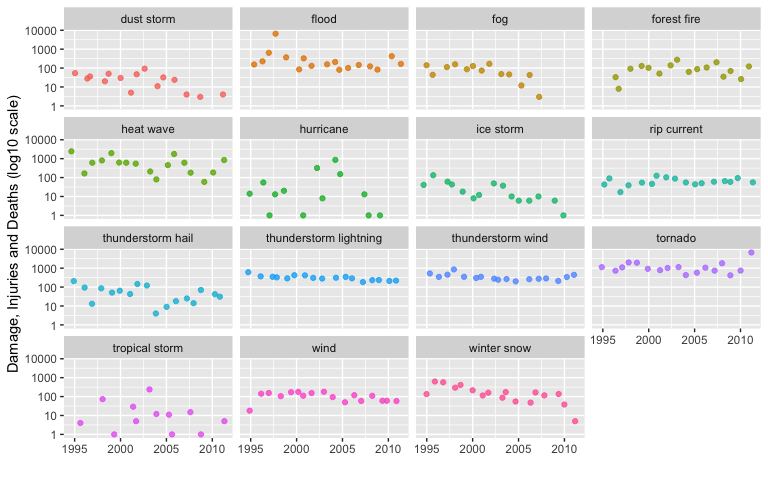 Damage, Injuries and Deaths (log10 scale)
dust storm flood fog forest fire
10000
1000
100
10
1
heat wave hurricane ice storm rip current
10000
1000
100
10
1
thunderstorm hail thunderstorm lightning thunderstorm wind tornado
10000
1000
100
10
1
1995 2000 2005 2010
tropical storm wind winter snow
10000
1000
100
10
1
1995 2000 2005 2010 1995 2000 2005 2010 1995 2000 2005 2010